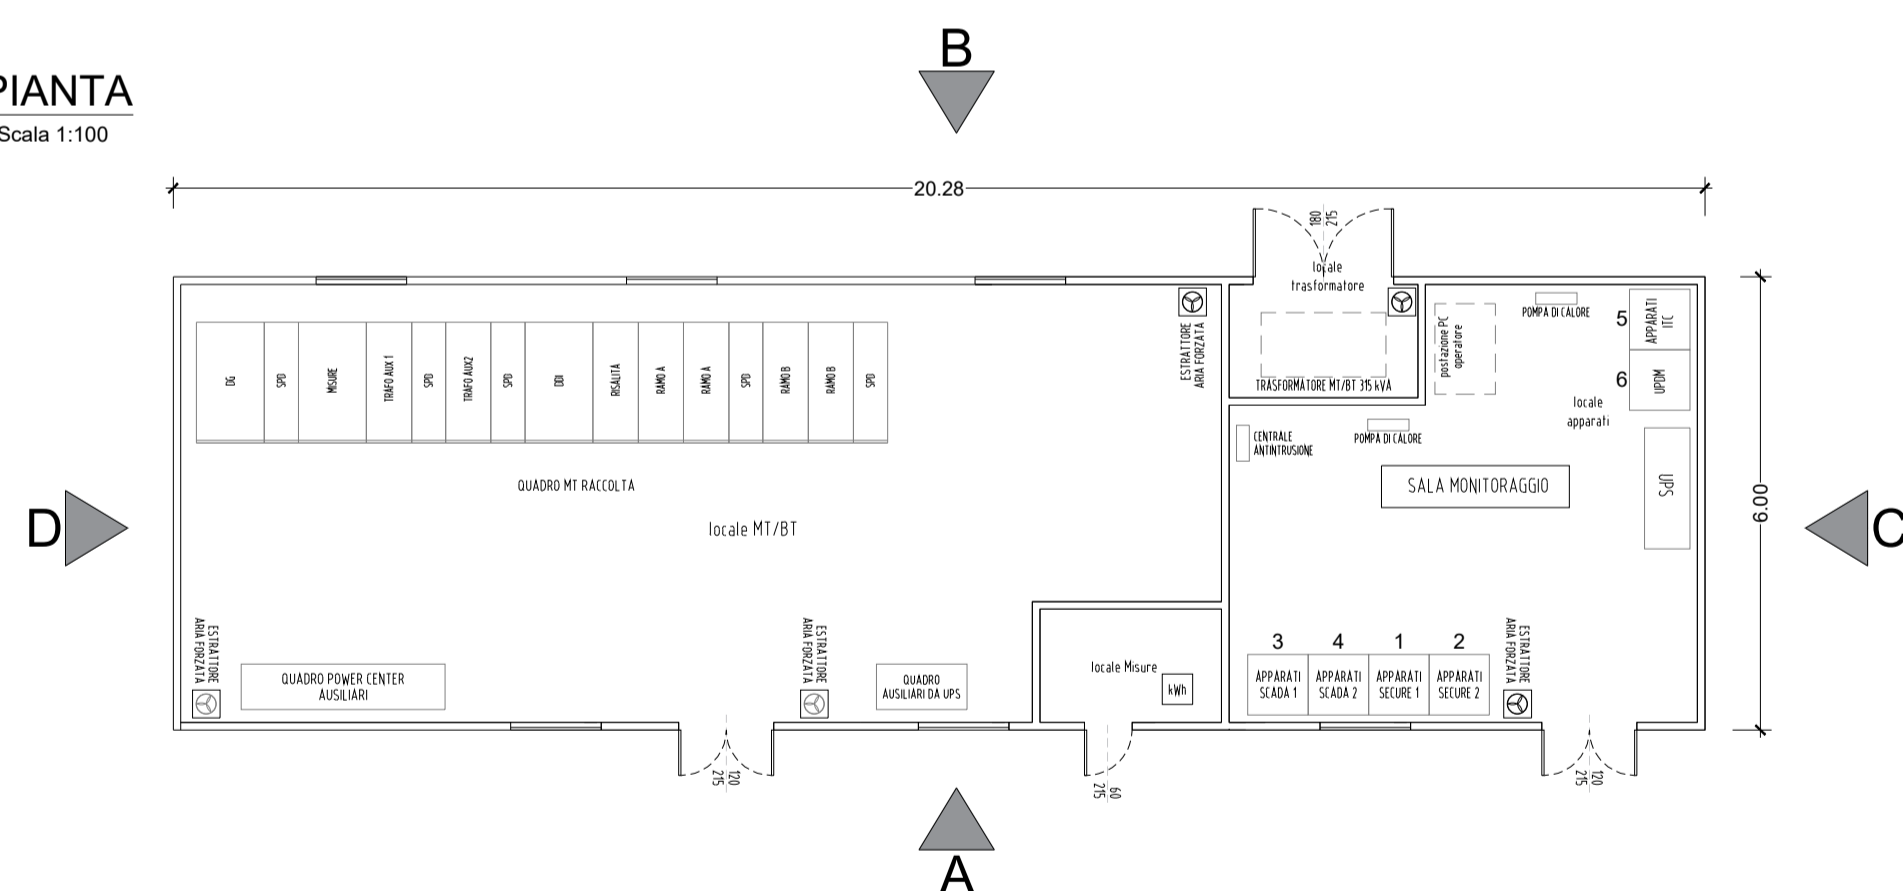 B
PIANTA
Scala 1:100
20.28
180
215
locale
trasformatore
TRASFORMATORE MT/BT 315 kVA
ESTRATTORE
ARIA FORZATA
postazione PC
operatore
POMPA DI CALORE
5
APPARATI
ITC
6
UPDM
locale
apparati
DG
SPD
MISURE
TRAFO AUX 1
SPD
TRAFO AUX2
SPD
DDI
RISALITA
RAMO A
RAMO A
SPD
RAMO B
RAMO B
SPD
CENTRALE
ANTINTRUSIONE
POMPA DI CALORE
SALA MONITORAGGIO
UPS
QUADRO MT RACCOLTA
locale MT/BT
D
C
6.00
ESTRATTORE
ARIA FORZATA
QUADRO POWER CENTER
AUSILIARI
ESTRATTORE
ARIA FORZATA
QUADRO
AUSILIARI DA UPS
locale Misure
kWh
3
4
1
2
APPARATI
SCADA 1
APPARATI
SCADA 2
APPARATI
SECURE 1
APPARATI
SECURE 2
ESTRATTORE
ARIA FORZATA
120
215
60
215
120
215
A